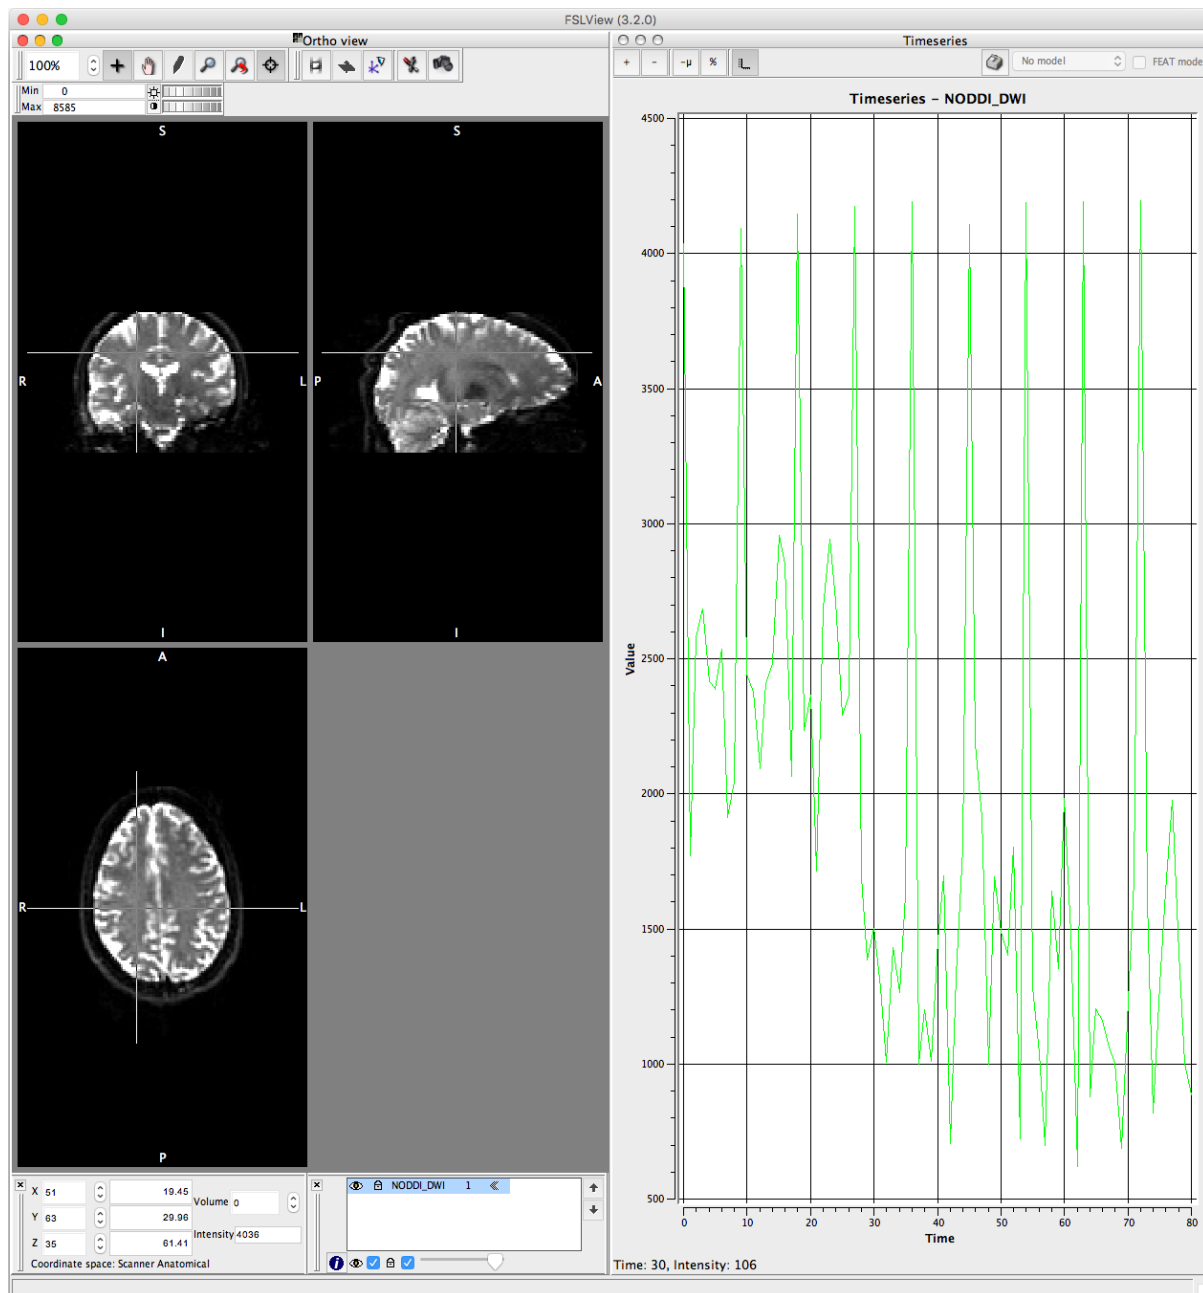 FSLView (3.2.0)
Ortho view
100%
Min 0
Max 8585
S
R
L
I
S
P
A
I
A
R
L
P
X 51 19.45
Y 63 29.96
Z 35 61.41
Volume 0
Intensity 4036
Coordinate space: Scanner Anatomical
NODDI_DWI 1
Timeseries
+ - -μ %
No model
FEAT mode
Timeseries – NODDI_DWI
4500
4000
3500
3000
2500
2000
1500
1000
500
Value
0 10 20 30 40 50 60 70 80
Time
Time: 30, Intensity: 106